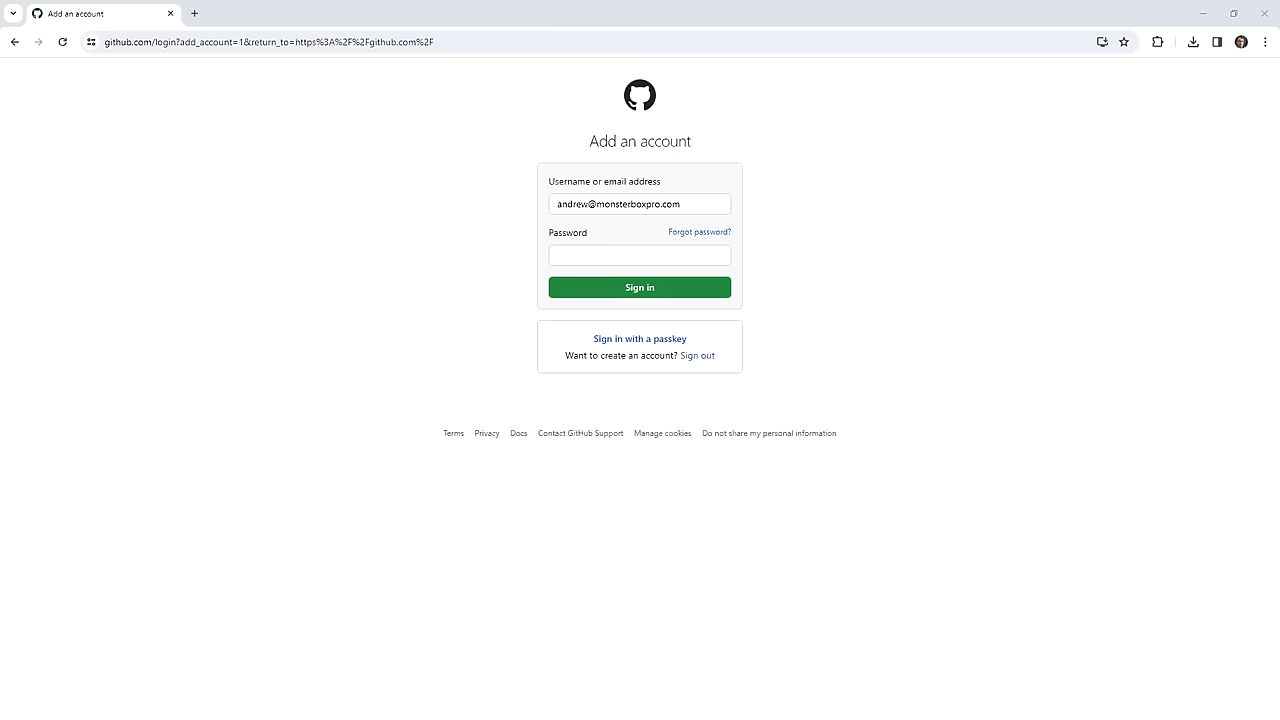 Add an account
github.com/login?add_account=1&return_to=https%3A%2F%2Fgithub.com%2F
Add an account
Username or email address
andrew@monsterboxpro.com
Password Forgot password?
Sign in
Sign in with a passkey
Want to create an account? Sign out
Terms Privacy Docs Contact GitHub Support Manage cookies Do not share my personal information